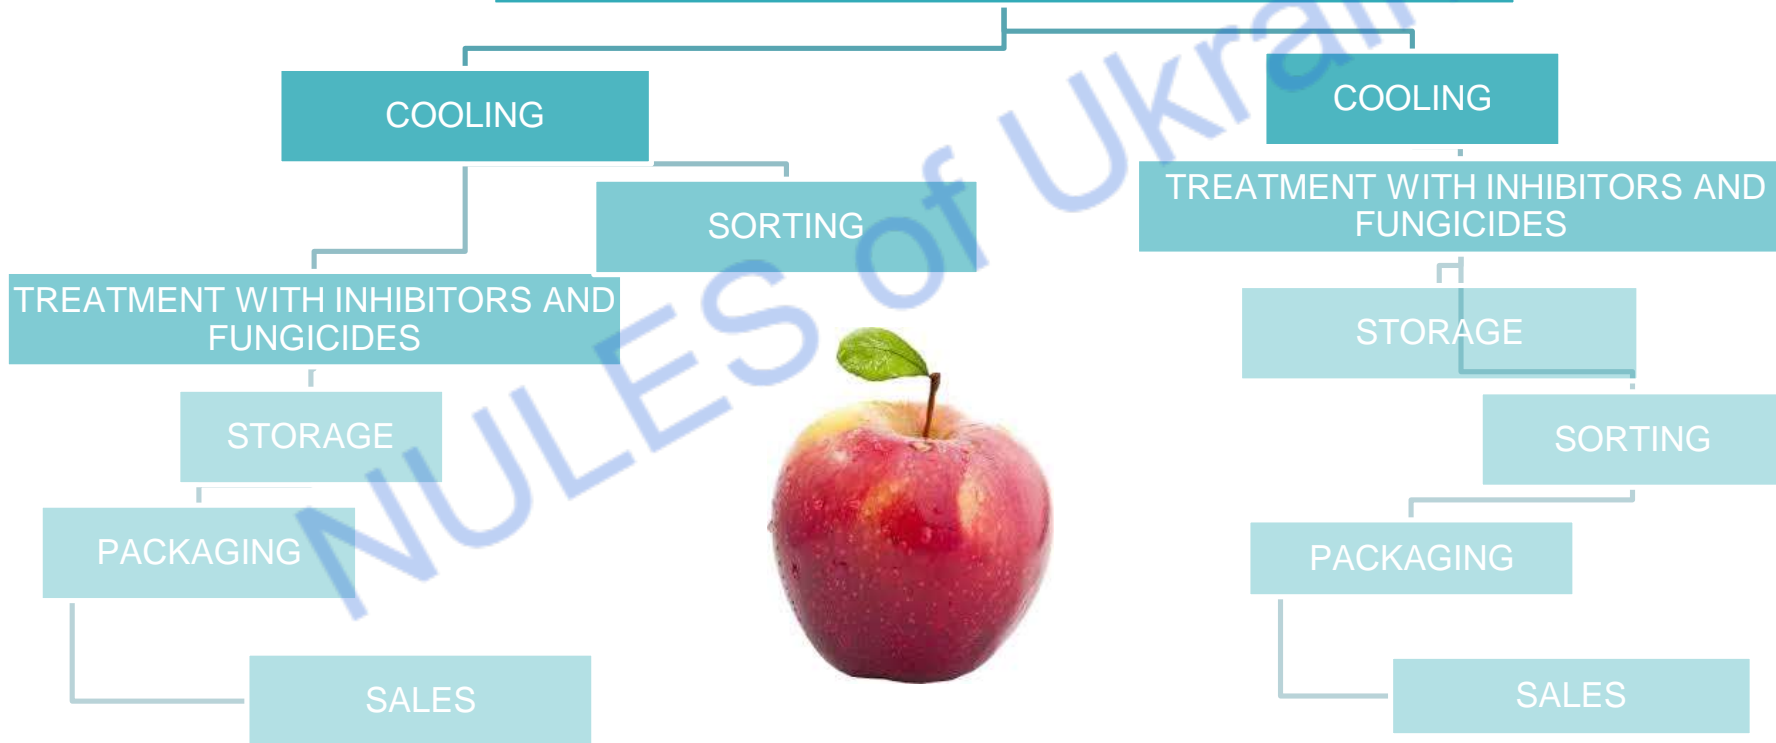 COOLING
SORTING
TREATMENT WITH INHIBITORS AND
FUNGICIDES
STORAGE
PACKAGING
SALES
COOLING
TREATMENT WITH INHIBITORS AND
FUNGICIDES
STORAGE
SORTING
PACKAGING
SALES
NULES of Ukrain